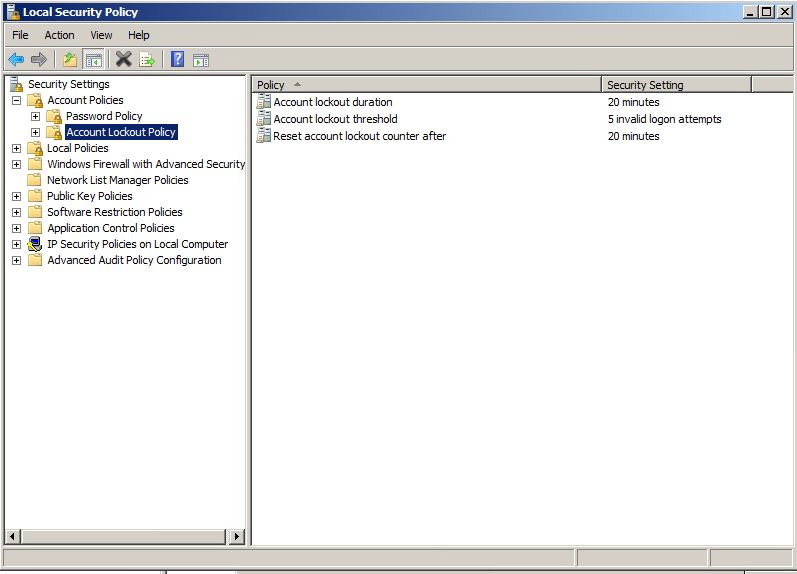 Local Security Policy
File Action View Help
Security Settings
Account Policies
Password Policy
Account Lockout Policy
Local Policies
Windows Firewall with Advanced Security
Network List Manager Policies
Public Key Policies
Software Restriction Policies
Application Control Policies
IP Security Policies on Local Computer
Advanced Audit Policy Configuration
Policy Security Setting
Account lockout duration 20 minutes
Account lockout threshold 5 invalid logon attempts
Reset account lockout counter after 20 minutes